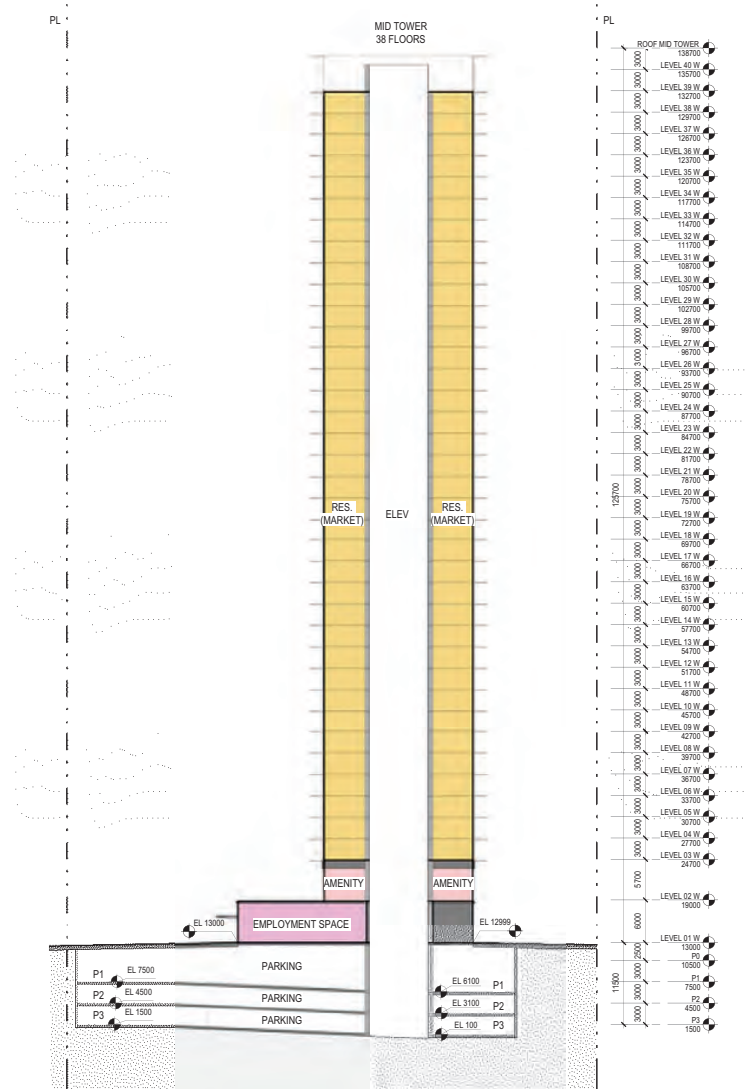 PL
MID TOWER
38 FLOORS
PL
ROOF MID TOWER
138700
3000
LEVEL 40 W
135700
3000
LEVEL 39 W
132700
3000
LEVEL 38 W
129700
3000
LEVEL 37 W
126700
3000
LEVEL 36 W
123700
3000
LEVEL 35 W
120700
3000
LEVEL 34 W
117700
3000
LEVEL 33 W
114700
3000
LEVEL 32 W
111700
3000
LEVEL 31 W
108700
3000
LEVEL 30 W
105700
3000
LEVEL 29 W
102700
3000
LEVEL 28 W
99700
3000
LEVEL 27 W
96700
3000
LEVEL 26 W
93700
3000
LEVEL 25 W
90700
3000
LEVEL 24 W
87700
3000
LEVEL 23 W
84700
3000
LEVEL 22 W
81700
3000
LEVEL 21 W
78700
3000
LEVEL 20 W
75700
125700
3000
LEVEL 19 W
72700
3000
LEVEL 18 W
69700
3000
LEVEL 17 W
66700
3000
LEVEL 16 W
63700
3000
LEVEL 15 W
60700
3000
LEVEL 14 W
57700
3000
LEVEL 13 W
54700
3000
LEVEL 12 W
51700
3000
LEVEL 11 W
48700
3000
LEVEL 10 W
45700
3000
LEVEL 09 W
42700
3000
LEVEL 08 W
39700
3000
LEVEL 07 W
36700
3000
LEVEL 06 W
33700
3000
LEVEL 05 W
30700
3000
LEVEL 04 W
27700
3000
LEVEL 03 W
24700
5700
LEVEL 02 W
19000
6000
LEVEL 01 W
13000
2500
P0
10500
3000
P1
7500
11500
3000
P2
4500
3000
P3
1500
RES.
(MARKET)
ELEV
RES.
(MARKET)
AMENITY
AMENITY
EL 13000
EMPLOYMENT SPACE
EL 12999
PARKING
P1
EL 7500
EL 6100
P1
P2
EL 4500
PARKING
EL 3100
P2
P3
EL 1500
PARKING
EL 100
P3